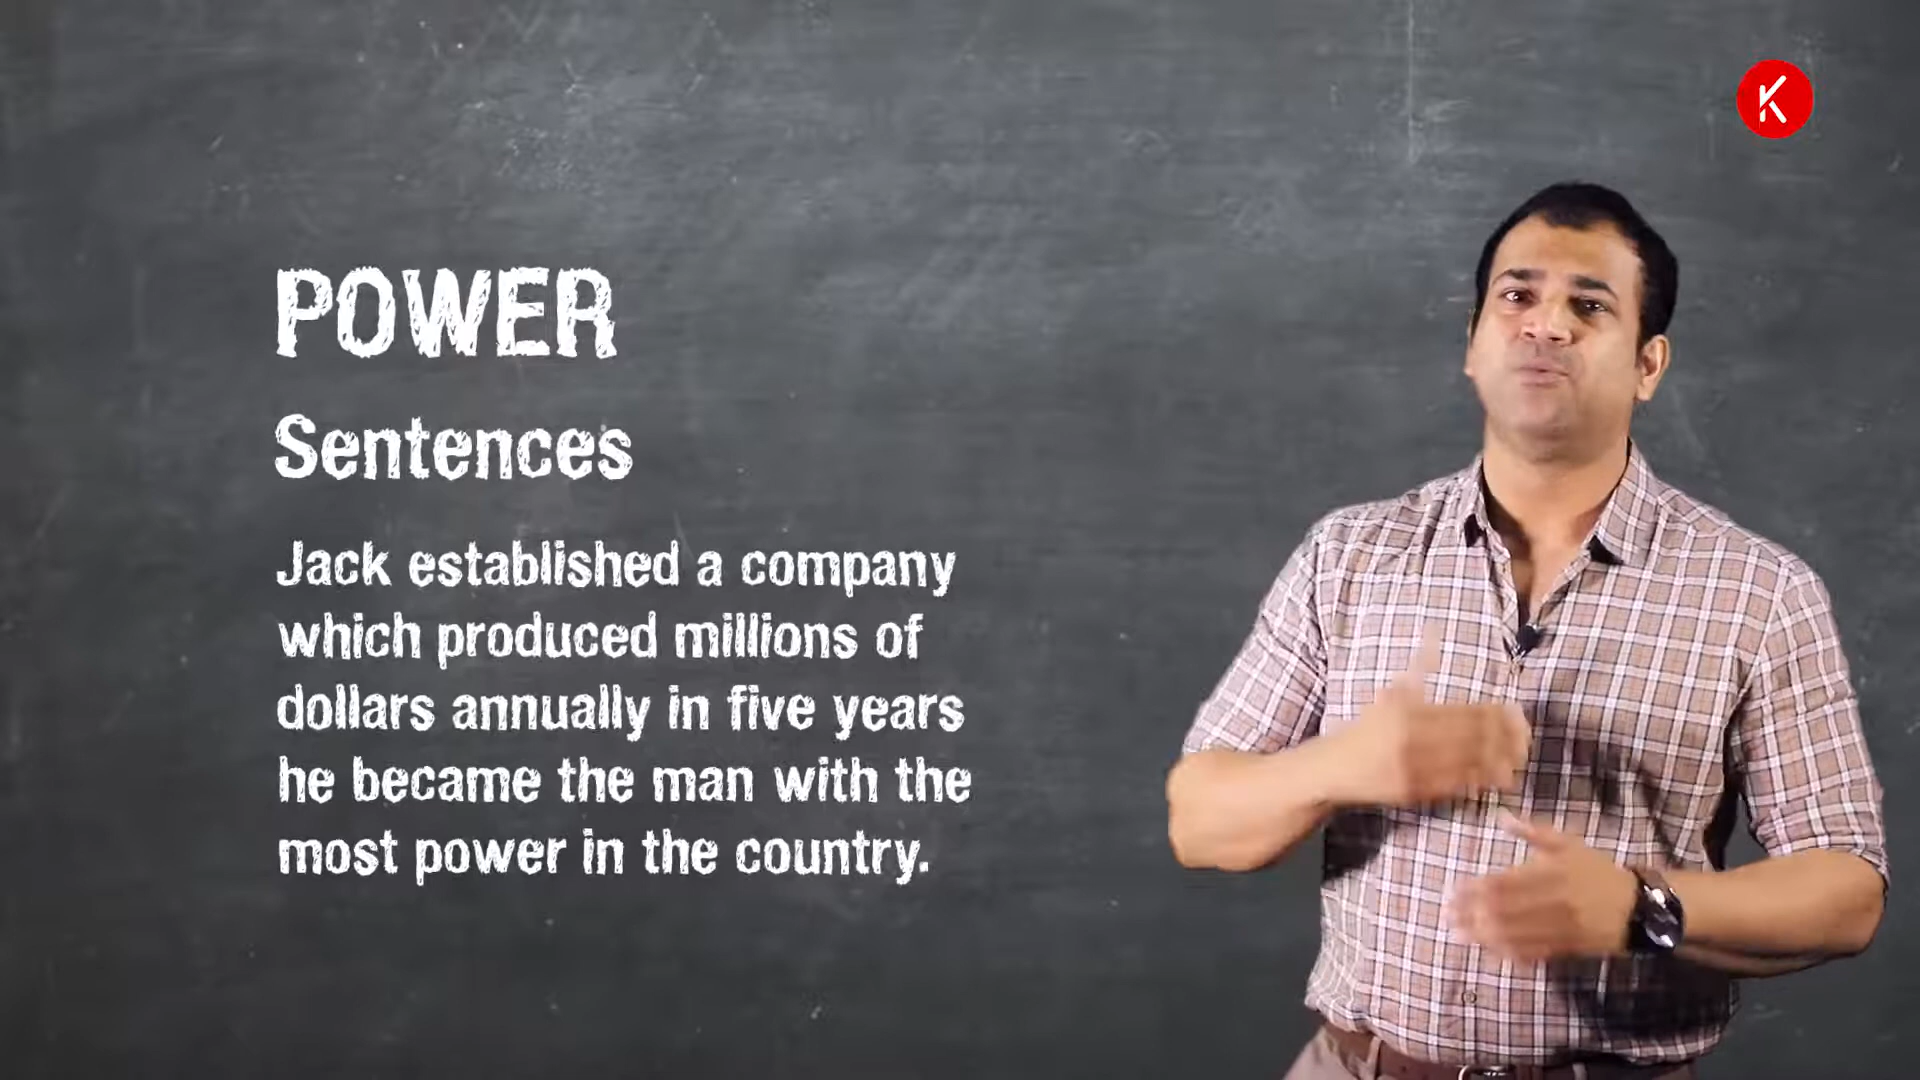 K
POWER
Sentences
Jack established a company
which produced millions of
dollars annually in five years
he became the man with the
most power in the country.